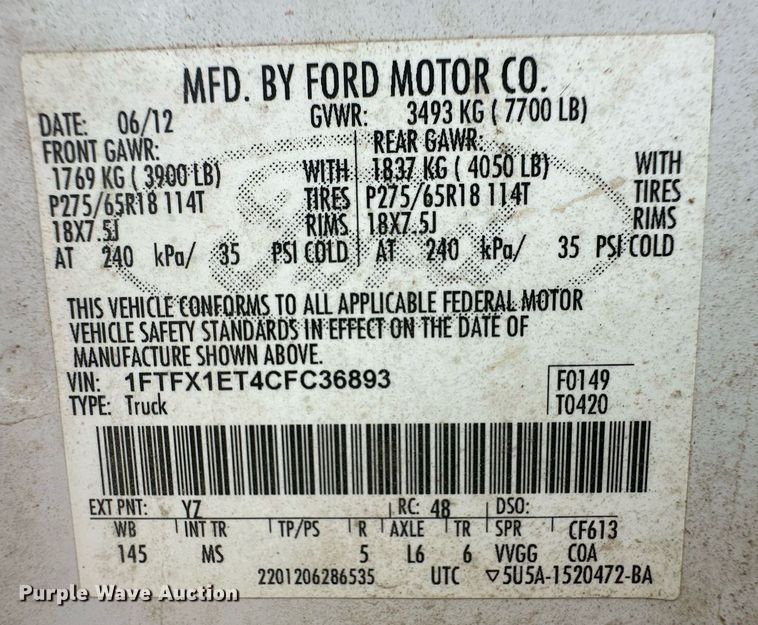 MFD. BY FORD MOTOR CO.
DATE: 06/12 GVWR: 3493 KG ( 7700 LB)
FRONT GAWR: REAR GAWR:
1769 KG ( 3900 LB) WITH 1837 KG ( 4050 LB) WITH
P275/65R18 114T TIRES P275/65R18 114T TIRES
18X7.5J RIMS 18X7.5J RIMS
AT 240 kPa/ 35 PSI COLD AT 240 kPa/ 35 PSI COLD
Ford
THIS VEHICLE CONFORMS TO ALL APPLICABLE FEDERAL MOTOR
VEHICLE SAFETY STANDARDS IN EFFECT ON THE DATE OF
MANUFACTURE SHOWN ABOVE.
VIN: 1FTFX1ET4CFC36893 F0149
TYPE: Truck T0420
EXT PNT: YZ RC: 48 DSO:
WB INT TR TP/PS R AXLE TR SPR CF613
145 MS 5 L6 6 VVGG COA
2201206286535 UTC ▽5U5A-1520472-BA
Purple Wave Auction